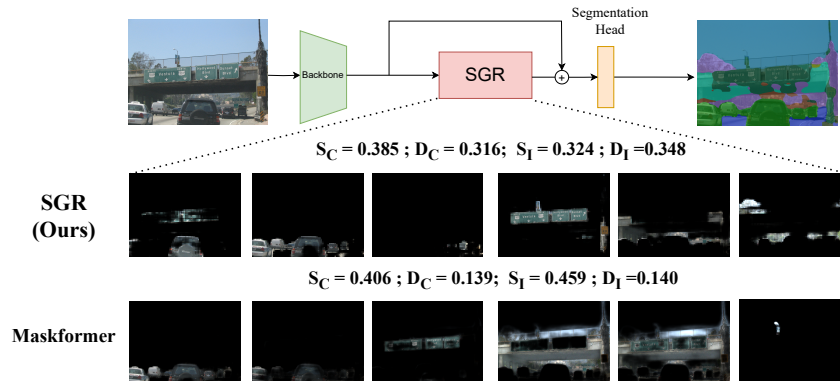 Segmentation
Head
Backbone
SGR
+
S_C = 0.385 ; D_C = 0.316; S_I = 0.324 ; D_I =0.348
SGR
(Ours)
S_C = 0.406 ; D_C = 0.139; S_I = 0.459 ; D_I =0.140
Maskformer